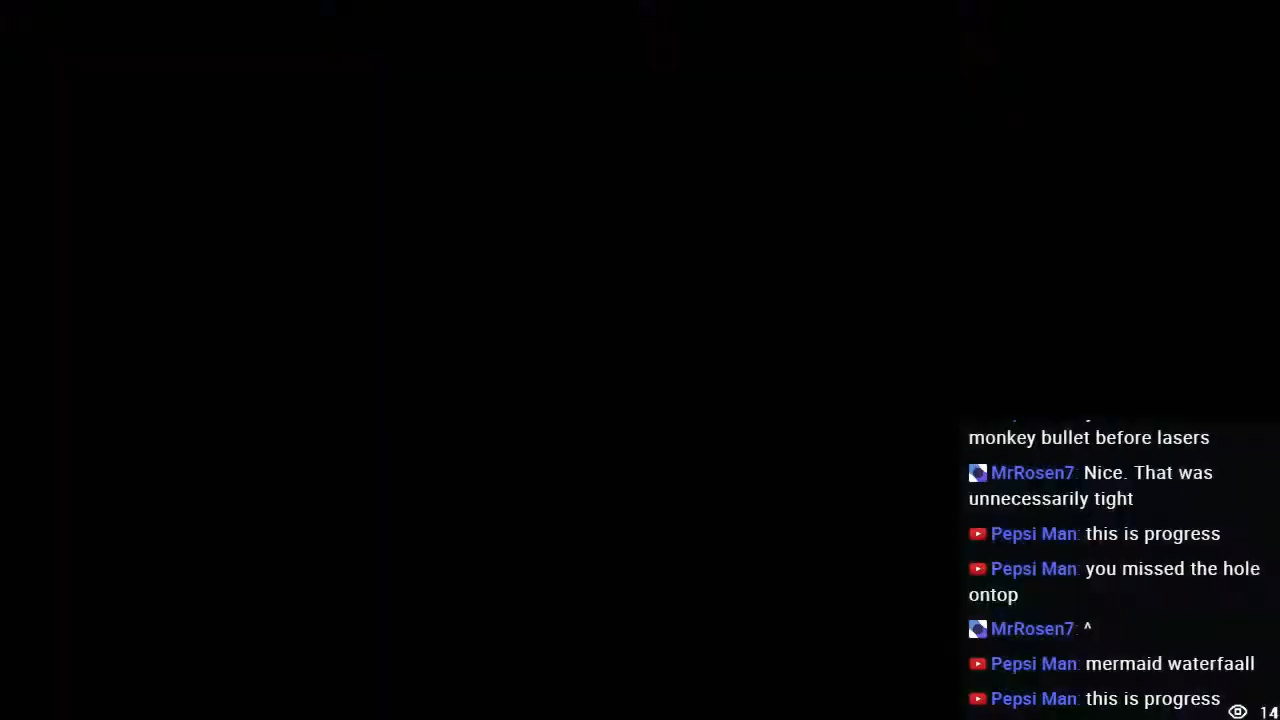 monkey bullet before lasers
MrRosen7: Nice. That was
unnecessarily tight
Pepsi Man: this is progress
Pepsi Man: you missed the hole
ontop
MrRosen7: ^
Pepsi Man: mermaid waterfaall
Pepsi Man: this is progress
14